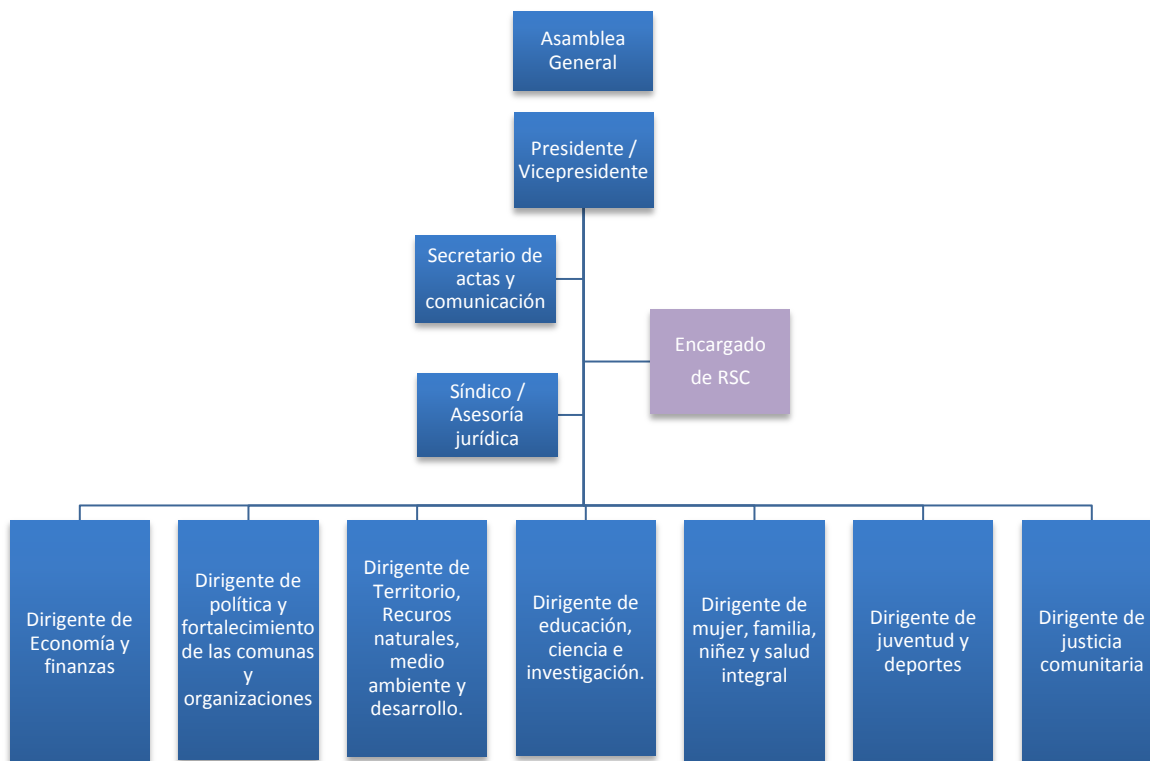 Asamblea
General
Presidente /
Vicepresidente
Secretario de
actas y
comunicación
Encargado
de RSC
Síndico /
Asesoría
jurídica
Dirigente de
Economía y
finanzas
Dirigente de
política y
fortalecimiento
de las comunas
y
organizaciones
Dirigente de
Territorio,
Recuros
naturales,
medio
ambiente y
desarrollo.
Dirigente de
educación,
ciencia e
investigación.
Dirigente de
mujer, familia,
niñez y salud
integral
Dirigente de
juventud y
deportes
Dirigente de
justicia
comunitaria